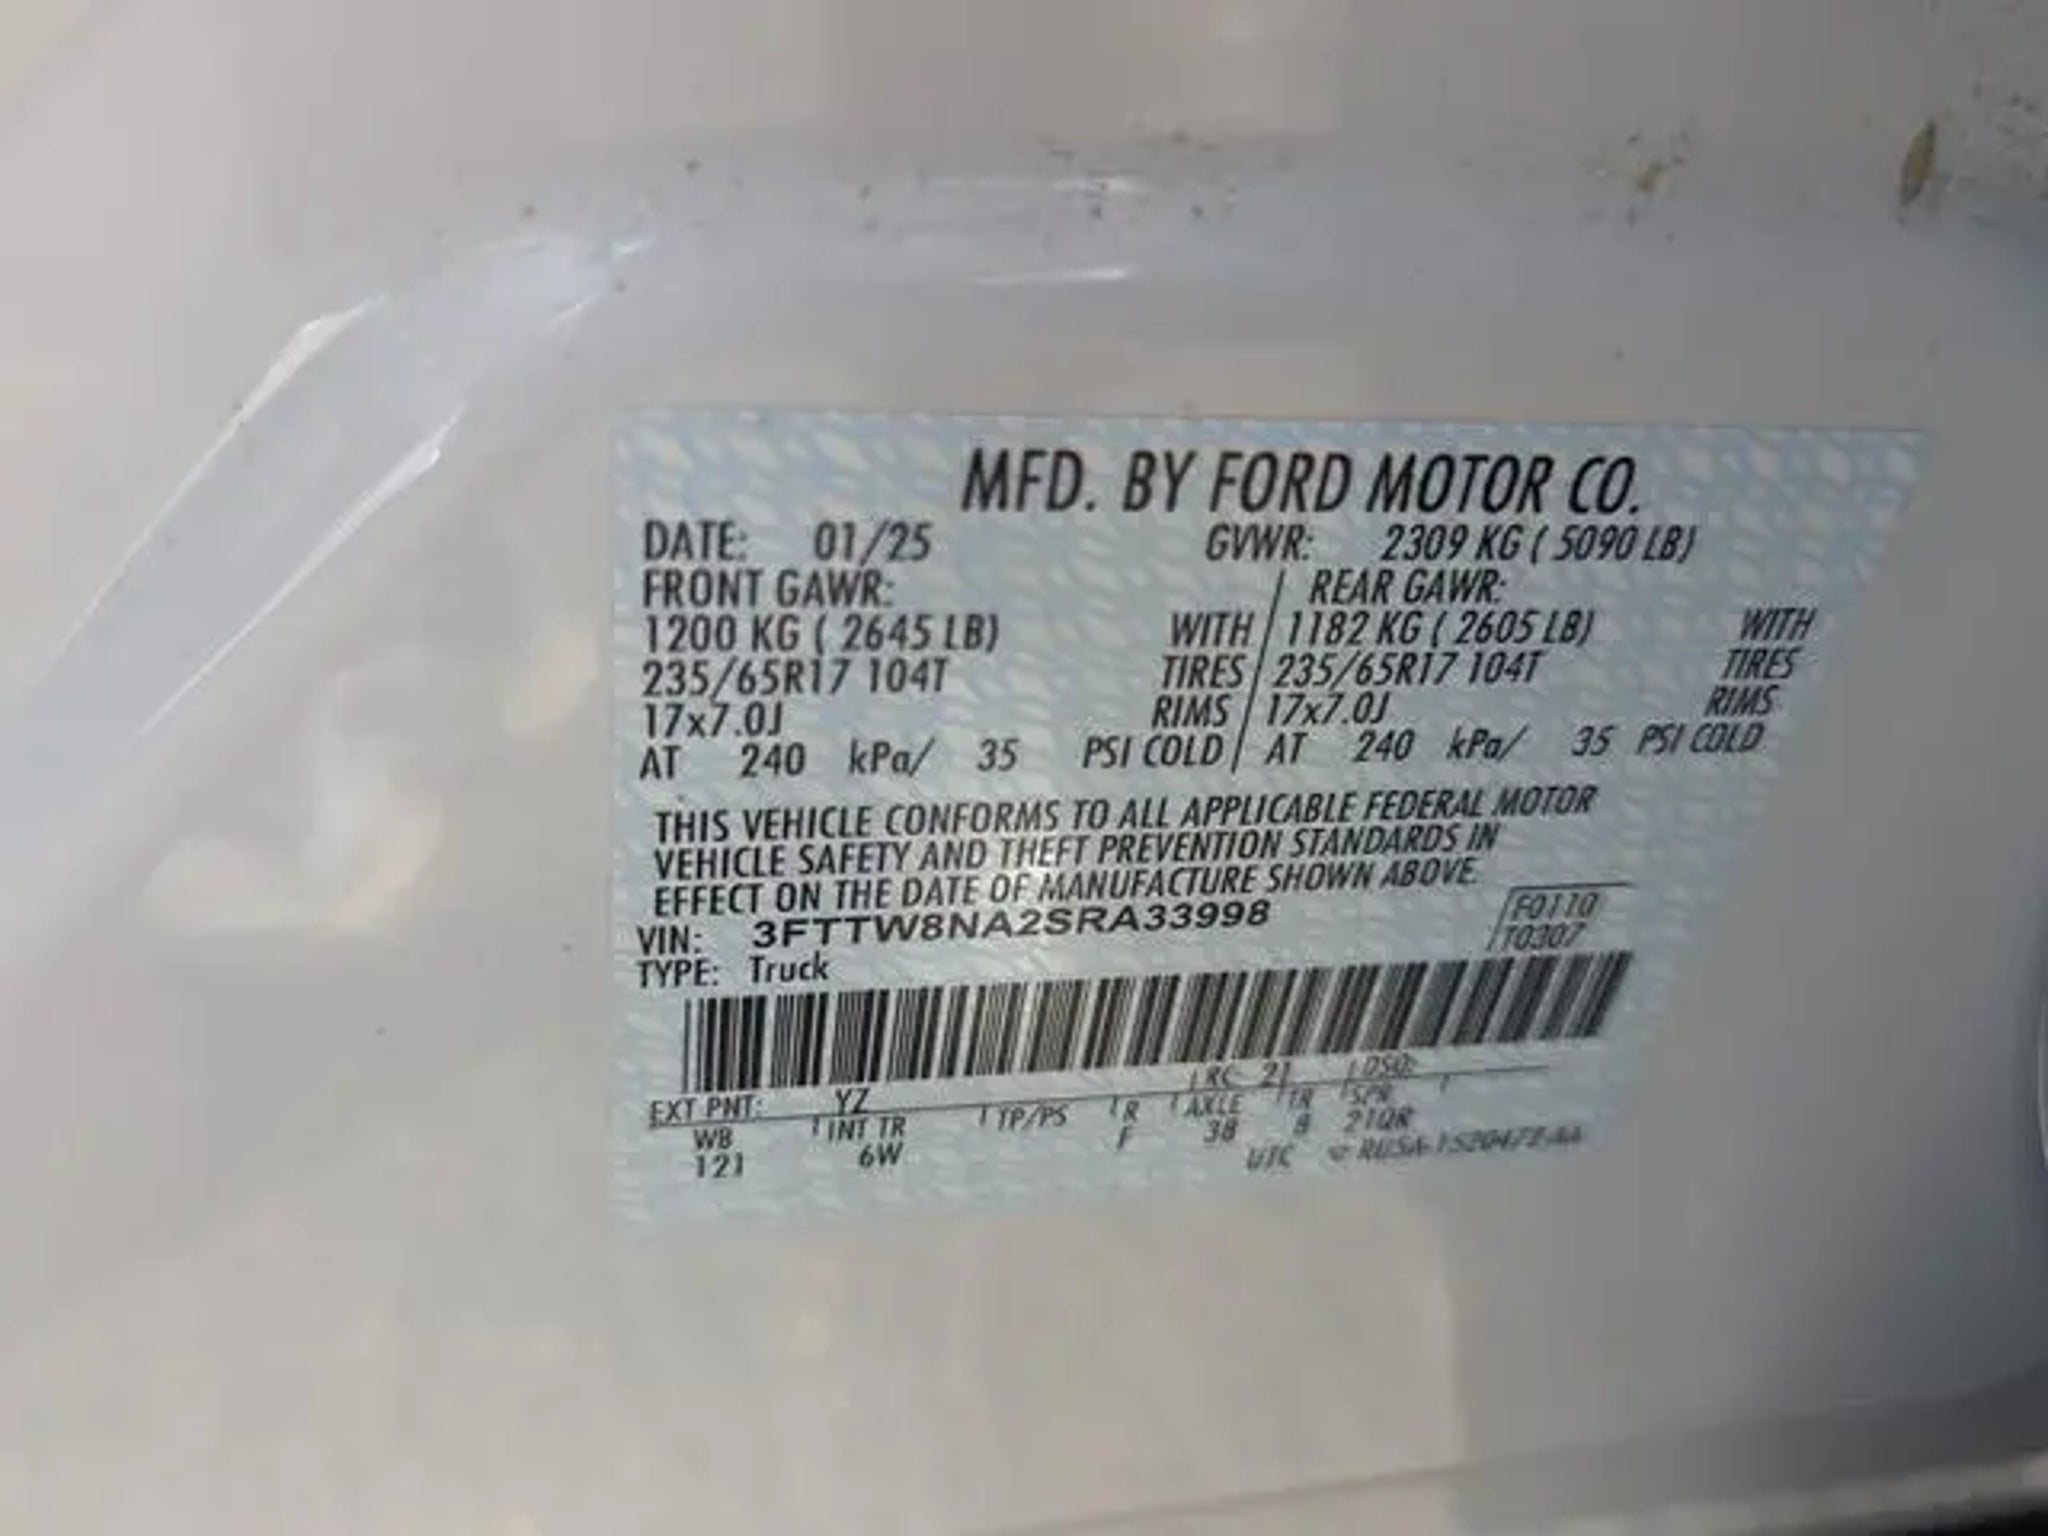 MFD. BY FORD MOTOR CO.
DATE: 01/25 GVWR: 2309 KG ( 5090 LB)
FRONT GAWR: / REAR GAWR:
1200 KG ( 2645 LB) WITH / 1182 KG ( 2605 LB) WITH
235/65R17 104T TIRES / 235/65R17 104T TIRES
17x7.0J RIMS / 17x7.0J RIMS
AT 240 kPa/ 35 PSI COLD / AT 240 kPa/ 35 PSI COLD
THIS VEHICLE CONFORMS TO ALL APPLICABLE FEDERAL MOTOR
VEHICLE SAFETY AND THEFT PREVENTION STANDARDS IN
EFFECT ON THE DATE OF MANUFACTURE SHOWN ABOVE.
F0110
VIN: 3FTTW8NA2SRA33998 T0307
TYPE: Truck
EXT PNT: YZ RC 21 DSO:
WB INT TR TP/PS R AXLE TR SPR
121 6W F 38 8 21QR
UTC